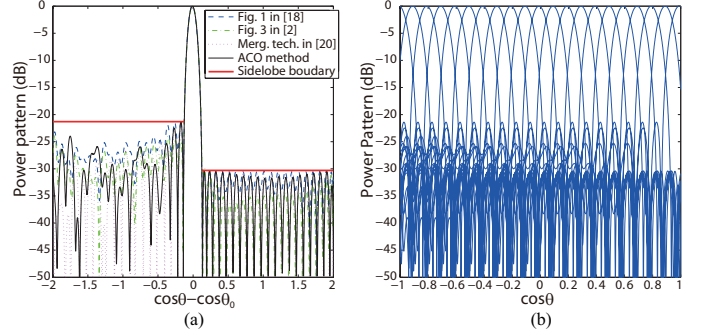 0
−5
−10
−15
−20
−25
−30
−35
−40
−45
−50
Power pattern (dB)
Fig. 1 in [18]
Fig. 3 in [2]
Merg. tech. in [20]
ACO method
Sidelobe boudary
−2 −1.5 −1 −0.5 0 0.5 1 1.5 2
cosθ−cosθ0
(a)
0
−5
−10
−15
−20
−25
−30
−35
−40
−45
−50
Power Pattern (dB)
−1 −0.8 −0.6 −0.4 −0.2 0 0.2 0.4 0.6 0.8 1
cosθ
(b)